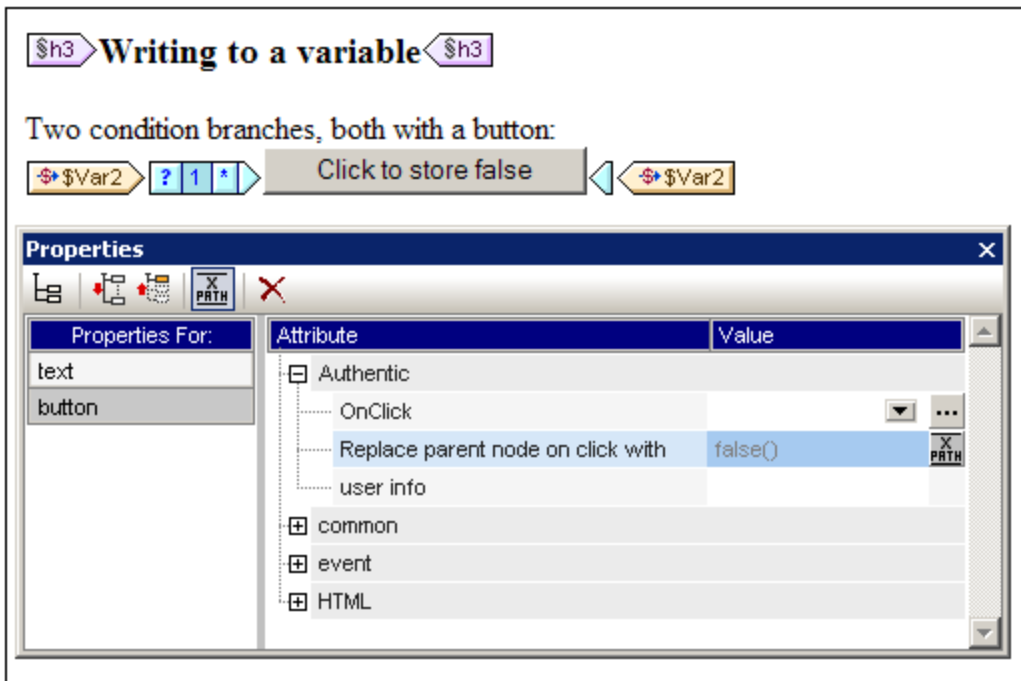 §h3 Writing to a variable §h3
Two condition branches, both with a button:
$ $Var2 ? 1 * Click to store false $ $Var2
Properties ×
X PATH
Properties For: Attribute Value
text Authentic
button OnClick ...
Replace parent node on click with false() X PATH
user info
common
event
HTML